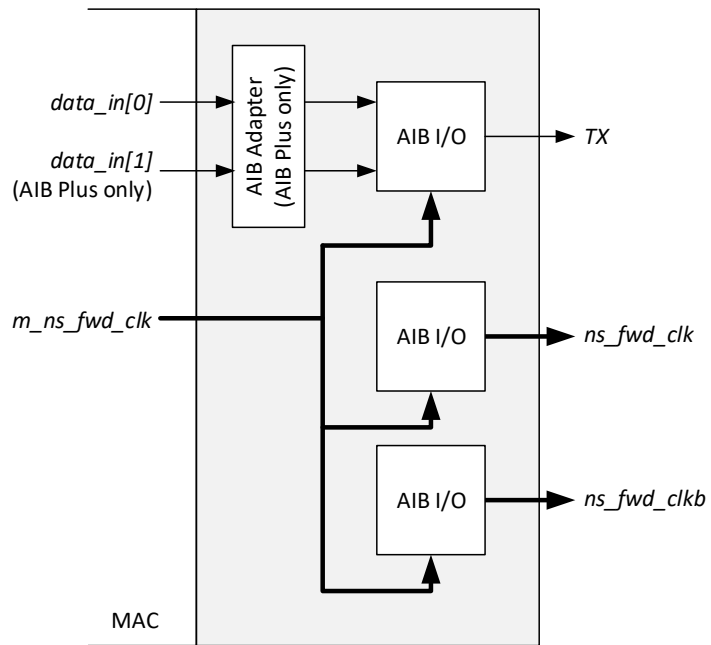 data_in[0]
data_in[1]
(AIB Plus only)
AIB Adapter
(AIB Plus only)
AIB I/O
TX
m_ns_fwd_clk
AIB I/O
ns_fwd_clk
AIB I/O
ns_fwd_clkb
MAC